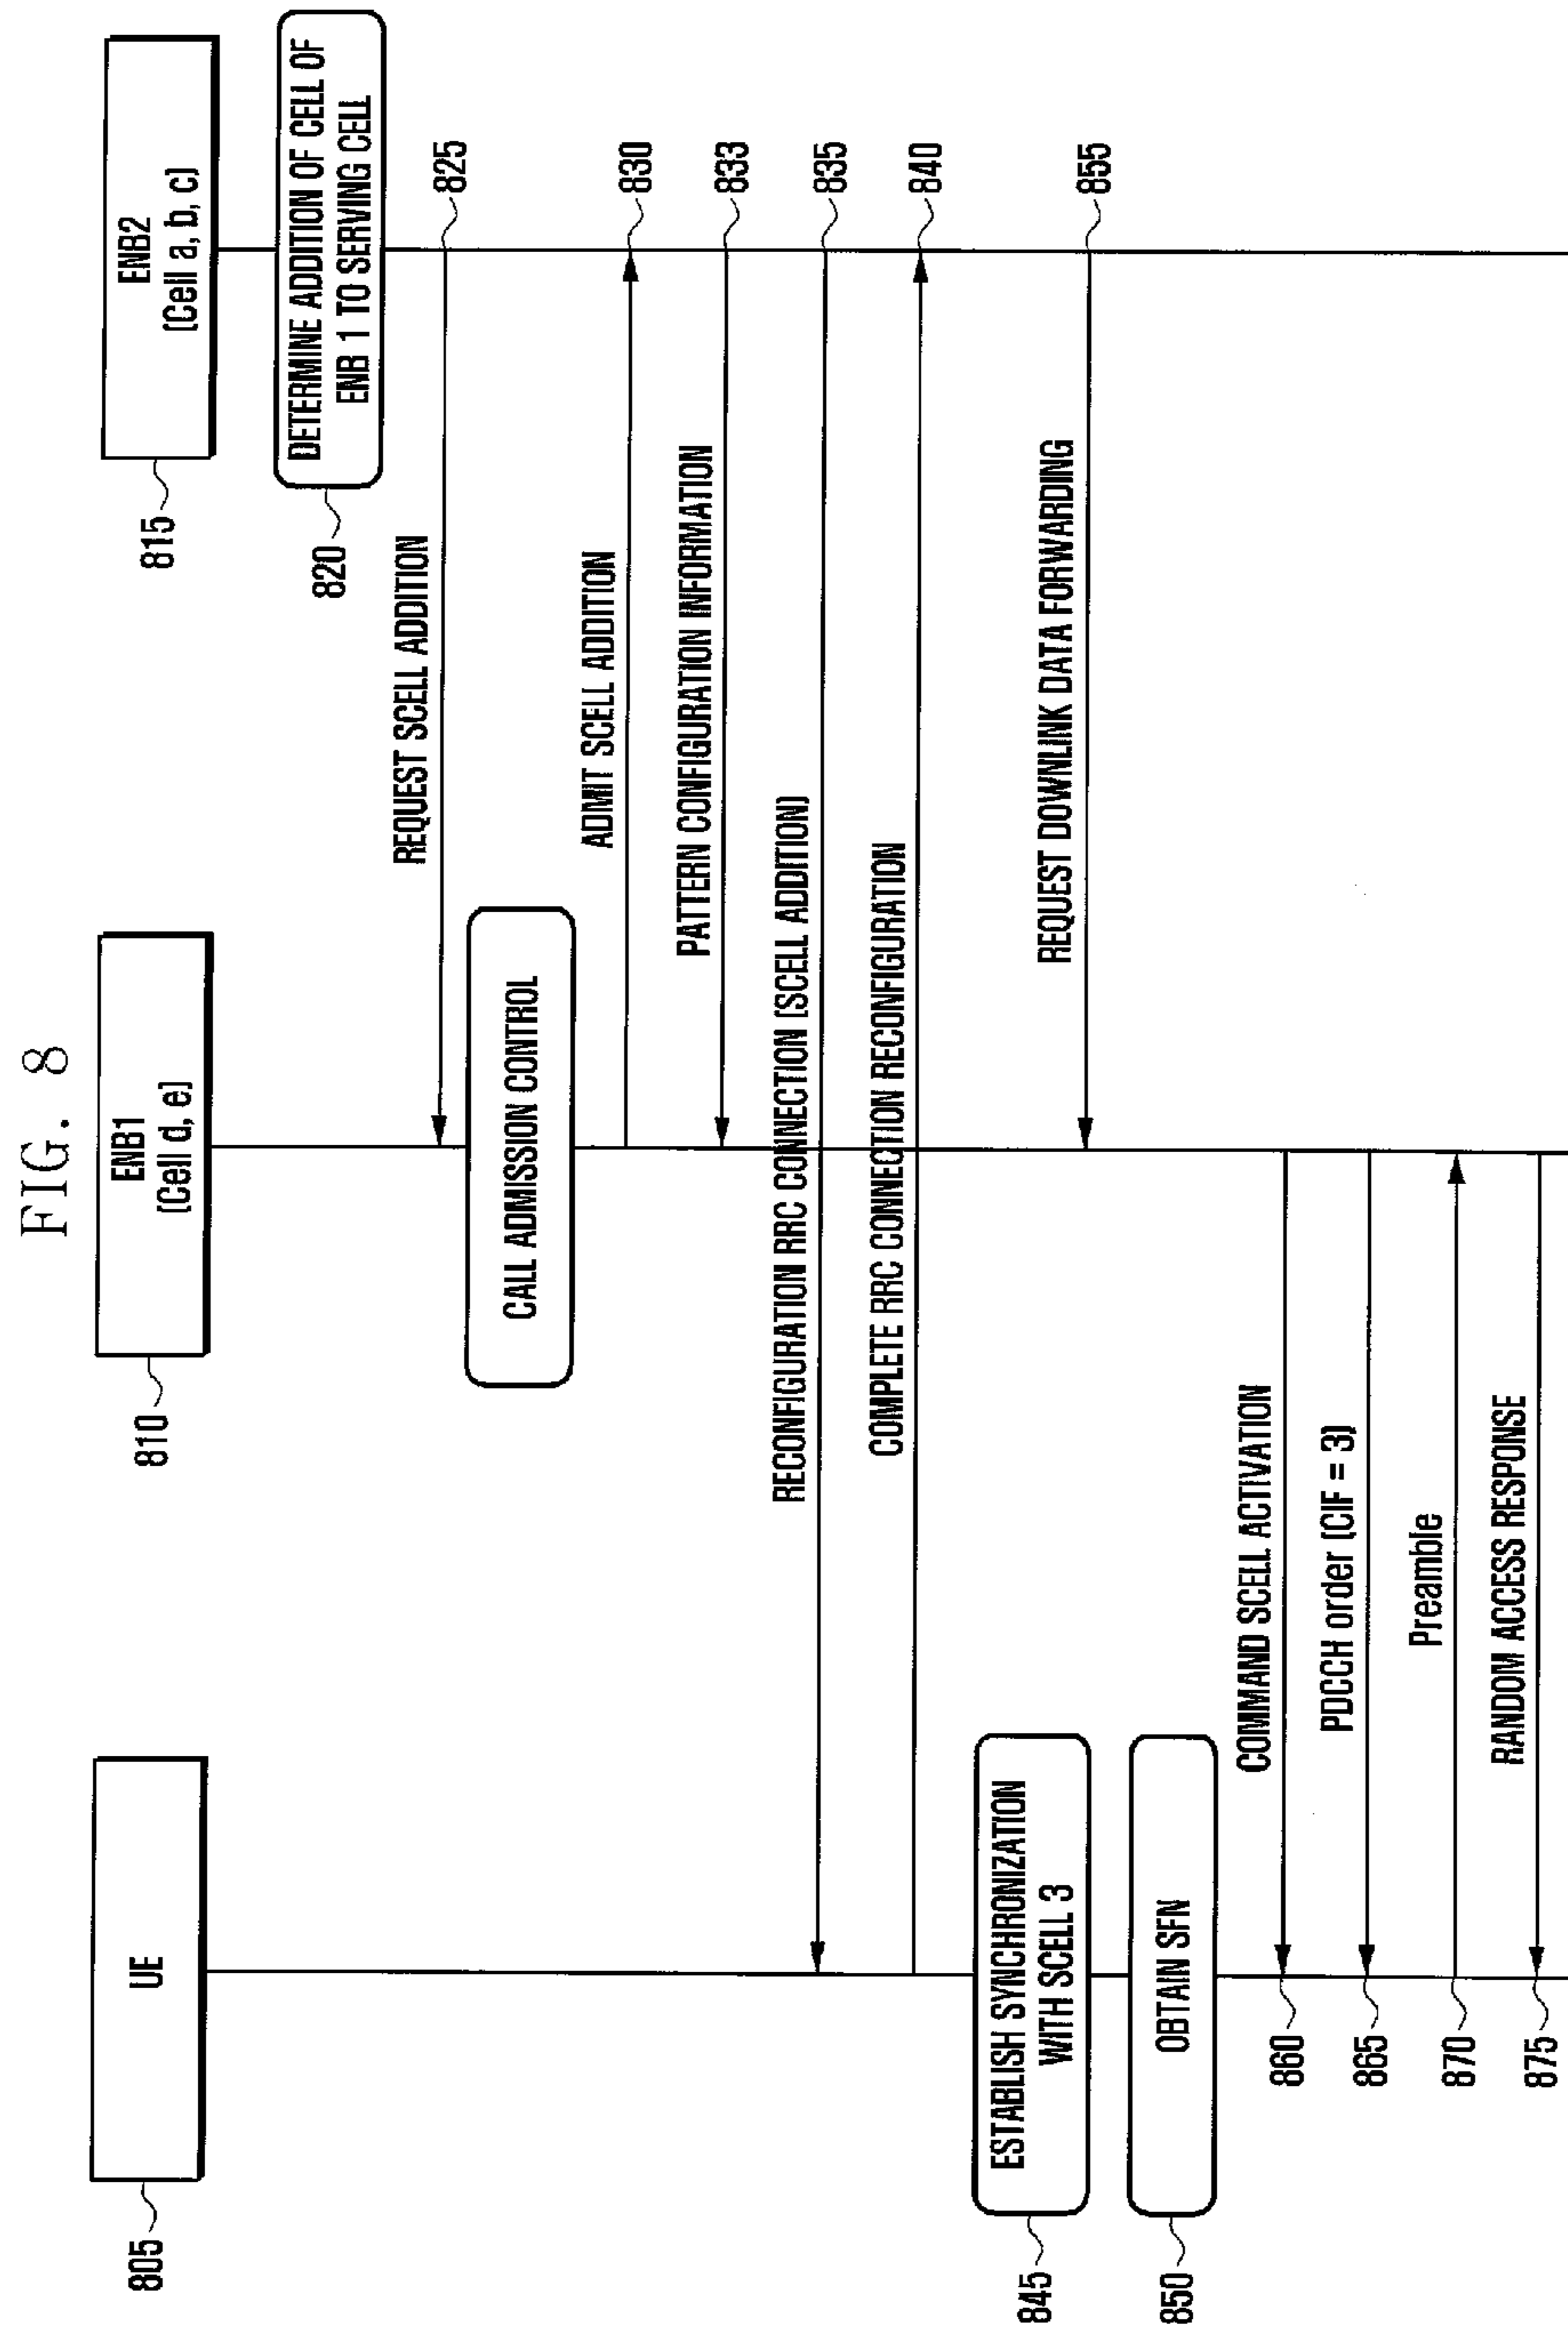 FIG. 8
UE
805
ENB1
(Cell d, e)
810
ENB2
(Cell a, b, c)
815
DETERMINE ADDITION OF CELL OF
ENB 1 TO SERVING CELL
820
REQUEST SCELL ADDITION
825
CALL ADMISSION CONTROL
ADMIT SCELL ADDITION
830
PATTERN CONFIGURATION INFORMATION
833
RECONFIGURATION RRC CONNECTION (SCELL ADDITION)
835
COMPLETE RRC CONNECTION RECONFIGURATION
840
ESTABLISH SYNCHRONIZATION
WITH SCELL 3
845
REQUEST DOWNLINK DATA FORWARDING
855
OBTAIN SFN
850
COMMAND SCELL ACTIVATION
860
PDCCH order (CIF = 3)
865
Preamble
870
RANDOM ACCESS RESPONSE
875